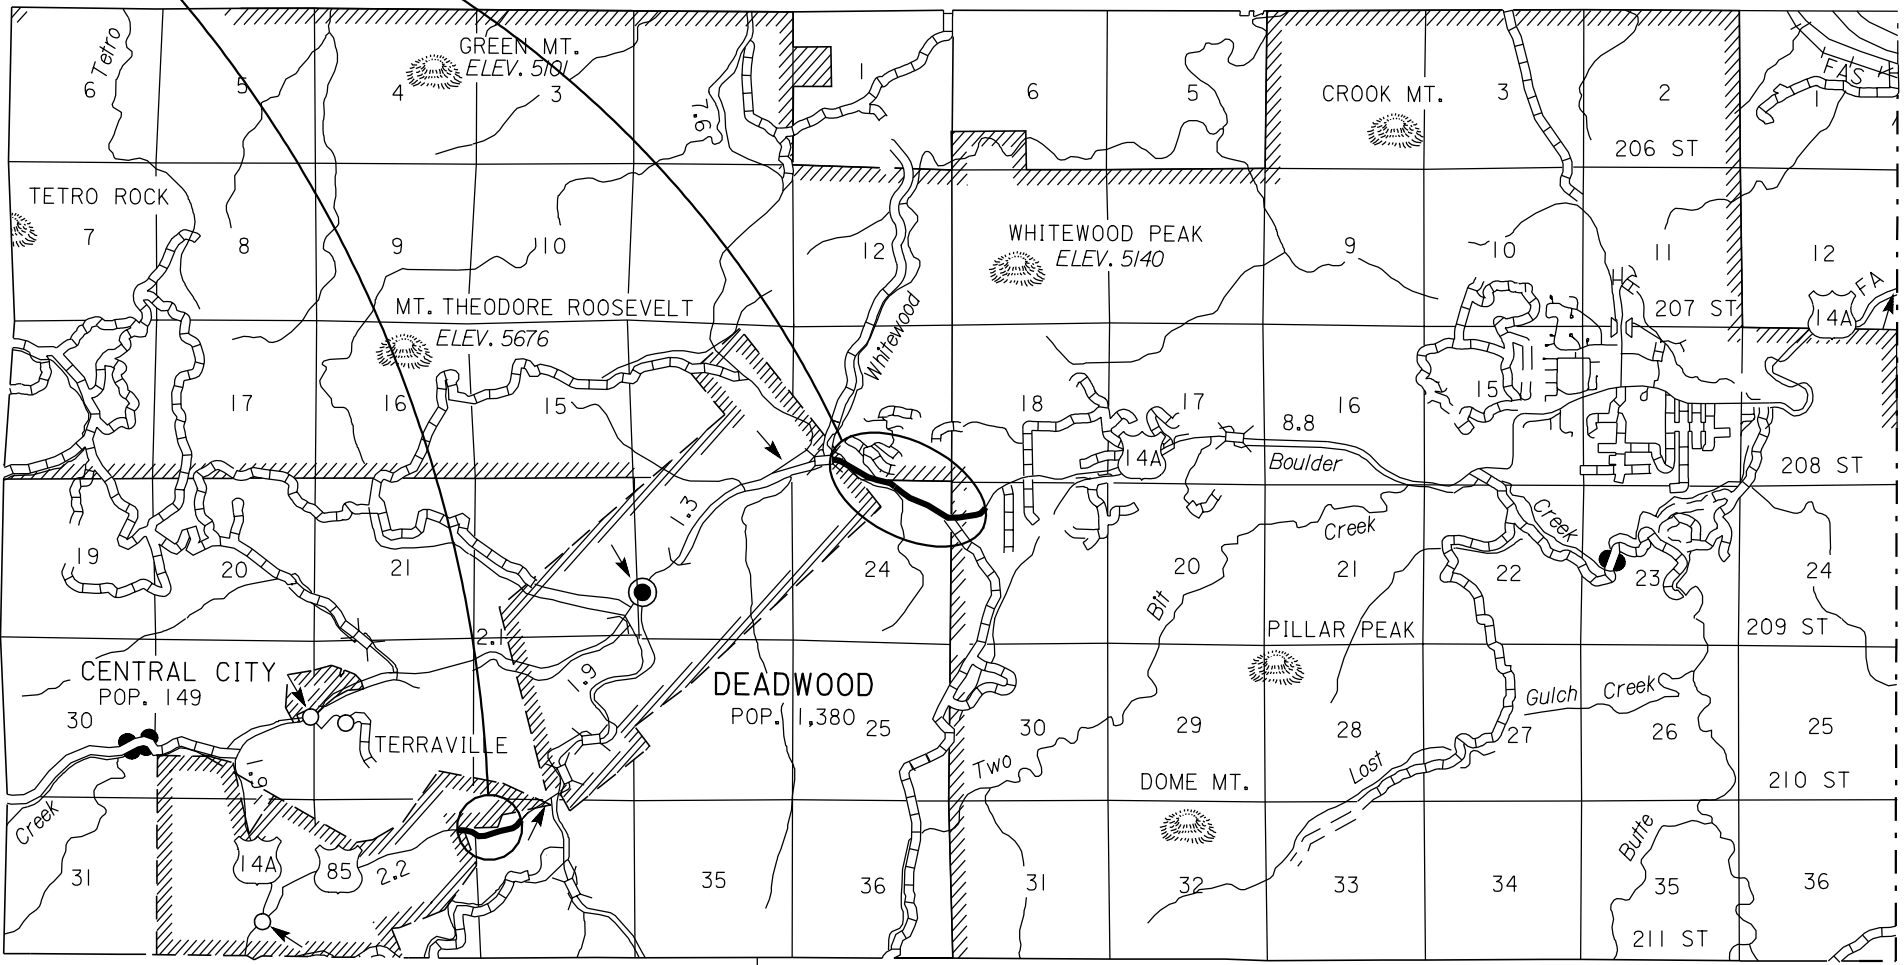 6 Tetro
5
4
GREEN MT.
ELEV. 5101
3
7.6
1
6
5
CROOK MT.
3
2
FAS
1
206 ST
TETRO ROCK
7
8
9
10
12
WHITEWOOD PEAK
ELEV. 5140
9
10
11
12
207 ST
FA
14A
MT. THEODORE ROOSEVELT
ELEV. 5676
Whitewood
17
16
15
18
17
16
15
8.8
14A
Boulder
208 ST
1.3
Creek
Creek
19
20
21
24
20
21
22
23
24
Bit
2.1
PILLAR PEAK
209 ST
CENTRAL CITY
POP. 149
1.9
DEADWOOD
POP. 1,380
Gulch Creek
30
25
30
29
28
27
26
25
TERRAVILLE
Two
Lost
DOME MT.
210 ST
1.9
Creek
Butte
14A
85
2.2
31
35
36
31
32
33
34
35
36
211 ST